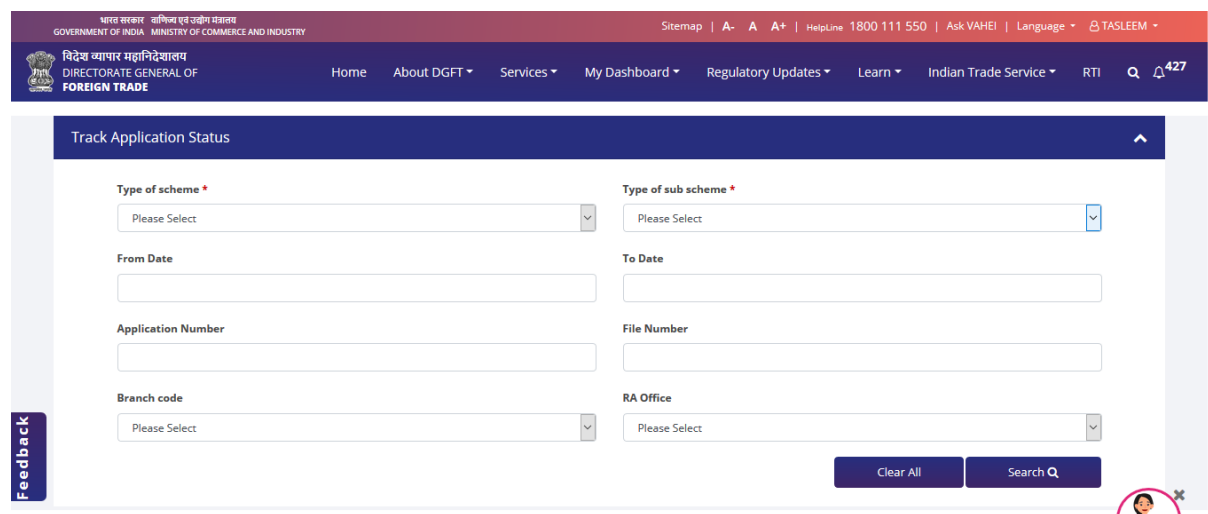 भारत सरकार वाणिज्य एवं उद्योग मंत्रालय
GOVERNMENT OF INDIA MINISTRY OF COMMERCE AND INDUSTRY
Sitemap | A- A A+ | HelpLine 1800 111 550 | Ask VAHEI | Language TASLEEM
विदेश व्यापार महानिदेशालय
DIRECTORATE GENERAL OF
FOREIGN TRADE
Home About DGFT Services My Dashboard Regulatory Updates Learn Indian Trade Service RTI 427
Track Application Status
Type of scheme * Type of sub scheme *
Please Select Please Select
From Date To Date
Application Number File Number
Branch code RA Office
Please Select Please Select
Feedback
Clear All Search